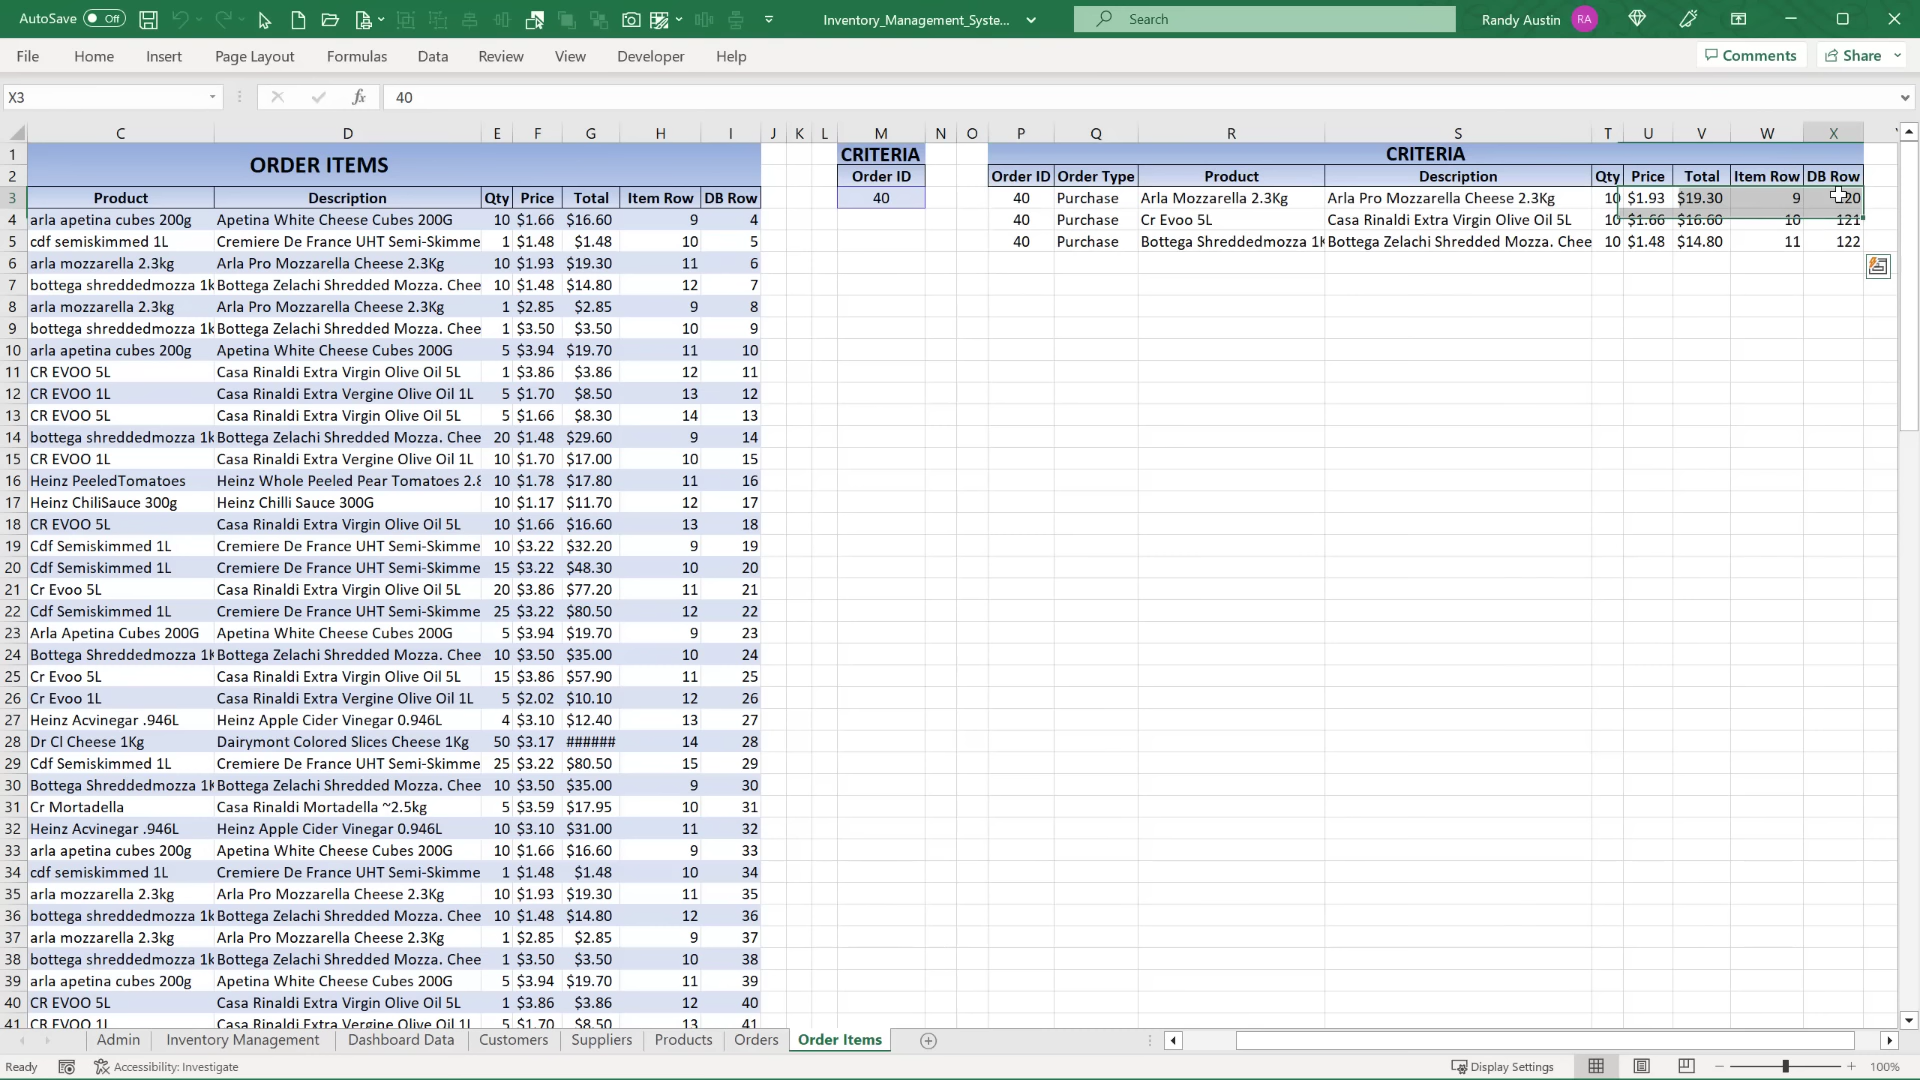 AutoSave Off Inventory_Management_Syste... Search Randy Austin RA
File Home Insert Page Layout Formulas Data Review View Developer Help Comments Share
X3 fx 40
C D E F G H I J K L M N O P Q R S T U V W X
1 ORDER ITEMS CRITERIA CRITERIA
2 Order ID Order ID Order Type Product Description Qty Price Total Item Row DB Row
3 Product Description Qty Price Total Item Row DB Row 40 40 Purchase Arla Mozzarella 2.3Kg Arla Pro Mozzarella Cheese 2.3Kg 10 $1.93 $19.30 9 20
4 arla apetina cubes 200g Apetina White Cheese Cubes 200G 10 $1.66 $16.60 9 4 40 Purchase Cr Evoo 5L Casa Rinaldi Extra Virgin Olive Oil 5L 10 $1.66 $16.60 10 121
5 cdf semiskimmed 1L Cremiere De France UHT Semi-Skimme 1 $1.48 $1.48 10 5 40 Purchase Bottega Shreddedmozza 1K Bottega Zelachi Shredded Mozza. Chee 10 $1.48 $14.80 11 122
6 arla mozzarella 2.3kg Arla Pro Mozzarella Cheese 2.3Kg 10 $1.93 $19.30 11 6
7 bottega shreddedmozza 1k Bottega Zelachi Shredded Mozza. Chee 10 $1.48 $14.80 12 7
8 arla mozzarella 2.3kg Arla Pro Mozzarella Cheese 2.3Kg 1 $2.85 $2.85 9 8
9 bottega shreddedmozza 1k Bottega Zelachi Shredded Mozza. Chee 1 $3.50 $3.50 10 9
10 arla apetina cubes 200g Apetina White Cheese Cubes 200G 5 $3.94 $19.70 11 10
11 CR EVOO 5L Casa Rinaldi Extra Virgin Olive Oil 5L 1 $3.86 $3.86 12 11
12 CR EVOO 1L Casa Rinaldi Extra Vergine Olive Oil 1L 5 $1.70 $8.50 13 12
13 CR EVOO 5L Casa Rinaldi Extra Virgin Olive Oil 5L 5 $1.66 $8.30 14 13
14 bottega shreddedmozza 1k Bottega Zelachi Shredded Mozza. Chee 20 $1.48 $29.60 9 14
15 CR EVOO 1L Casa Rinaldi Extra Vergine Olive Oil 1L 10 $1.70 $17.00 10 15
16 Heinz PeeledTomatoes Heinz Whole Peeled Pear Tomatoes 2.8 10 $1.78 $17.80 11 16
17 Heinz ChiliSauce 300g Heinz Chilli Sauce 300G 10 $1.17 $11.70 12 17
18 CR EVOO 5L Casa Rinaldi Extra Virgin Olive Oil 5L 10 $1.66 $16.60 13 18
19 Cdf Semiskimmed 1L Cremiere De France UHT Semi-Skimme 10 $3.22 $32.20 9 19
20 Cdf Semiskimmed 1L Cremiere De France UHT Semi-Skimme 15 $3.22 $48.30 10 20
21 Cr Evoo 5L Casa Rinaldi Extra Virgin Olive Oil 5L 20 $3.86 $77.20 11 21
22 Cdf Semiskimmed 1L Cremiere De France UHT Semi-Skimme 25 $3.22 $80.50 12 22
23 Arla Apetina Cubes 200G Apetina White Cheese Cubes 200G 5 $3.94 $19.70 9 23
24 Bottega Shreddedmozza 1K Bottega Zelachi Shredded Mozza. Chee 10 $3.50 $35.00 10 24
25 Cr Evoo 5L Casa Rinaldi Extra Virgin Olive Oil 5L 15 $3.86 $57.90 11 25
26 Cr Evoo 1L Casa Rinaldi Extra Vergine Olive Oil 1L 5 $2.02 $10.10 12 26
27 Heinz Acvinegar .946L Heinz Apple Cider Vinegar 0.946L 4 $3.10 $12.40 13 27
28 Dr Cl Cheese 1Kg Dairymont Colored Slices Cheese 1Kg 50 $3.17 ###### 14 28
29 Cdf Semiskimmed 1L Cremiere De France UHT Semi-Skimme 25 $3.22 $80.50 15 29
30 Bottega Shreddedmozza 1K Bottega Zelachi Shredded Mozza. Chee 10 $3.50 $35.00 9 30
31 Cr Mortadella Casa Rinaldi Mortadella ~2.5kg 5 $3.59 $17.95 10 31
32 Heinz Acvinegar .946L Heinz Apple Cider Vinegar 0.946L 10 $3.10 $31.00 11 32
33 arla apetina cubes 200g Apetina White Cheese Cubes 200G 10 $1.66 $16.60 9 33
34 cdf semiskimmed 1L Cremiere De France UHT Semi-Skimme 1 $1.48 $1.48 10 34
35 arla mozzarella 2.3kg Arla Pro Mozzarella Cheese 2.3Kg 10 $1.93 $19.30 11 35
36 bottega shreddedmozza 1k Bottega Zelachi Shredded Mozza. Chee 10 $1.48 $14.80 12 36
37 arla mozzarella 2.3kg Arla Pro Mozzarella Cheese 2.3Kg 1 $2.85 $2.85 9 37
38 bottega shreddedmozza 1k Bottega Zelachi Shredded Mozza. Chee 1 $3.50 $3.50 10 38
39 arla apetina cubes 200g Apetina White Cheese Cubes 200G 5 $3.94 $19.70 11 39
40 CR EVOO 5L Casa Rinaldi Extra Virgin Olive Oil 5L 1 $3.86 $3.86 12 40
41 CR EVOO 1L Casa Rinaldi Extra Vergine Olive Oil 1L 5 $1.70 $8.50 13 41
Admin Inventory Management Dashboard Data Customers Suppliers Products Orders Order Items
Ready Accessibility: Investigate Display Settings 100%